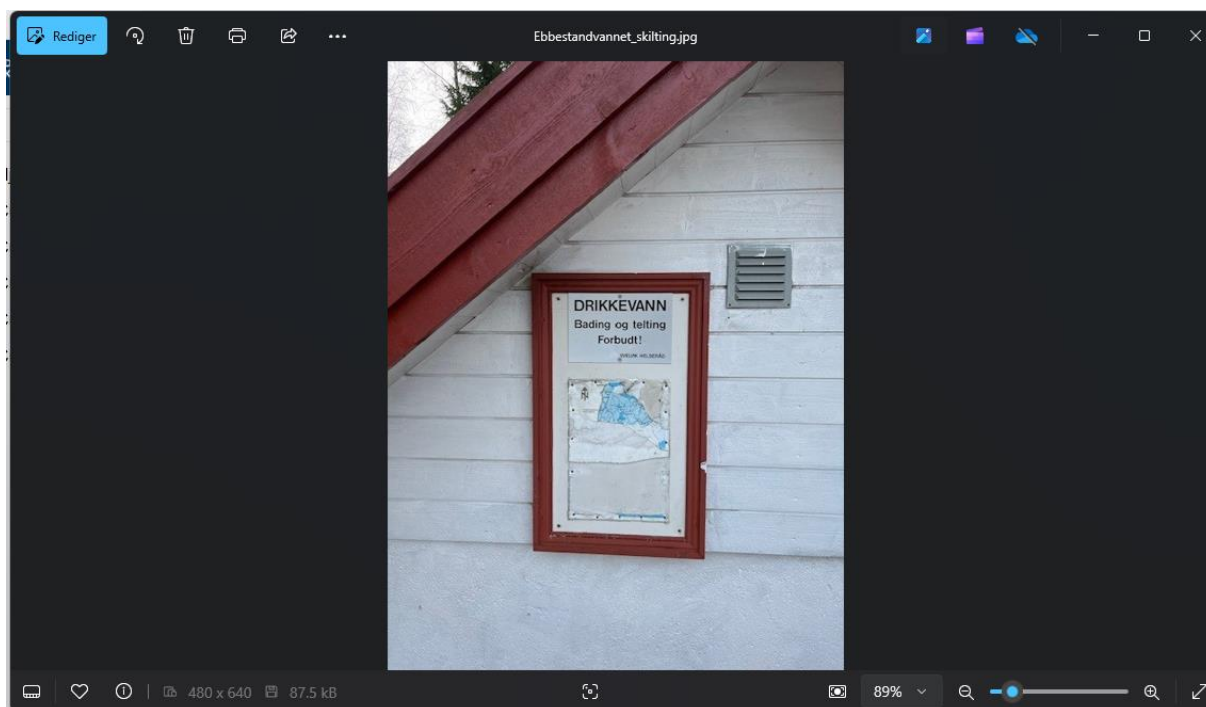 Rediger
Ebbestandvannet_skilting.jpg
DRIKKEVANN
Bading og telting
Forbudt!
480 x 640
87.5 kB
89%